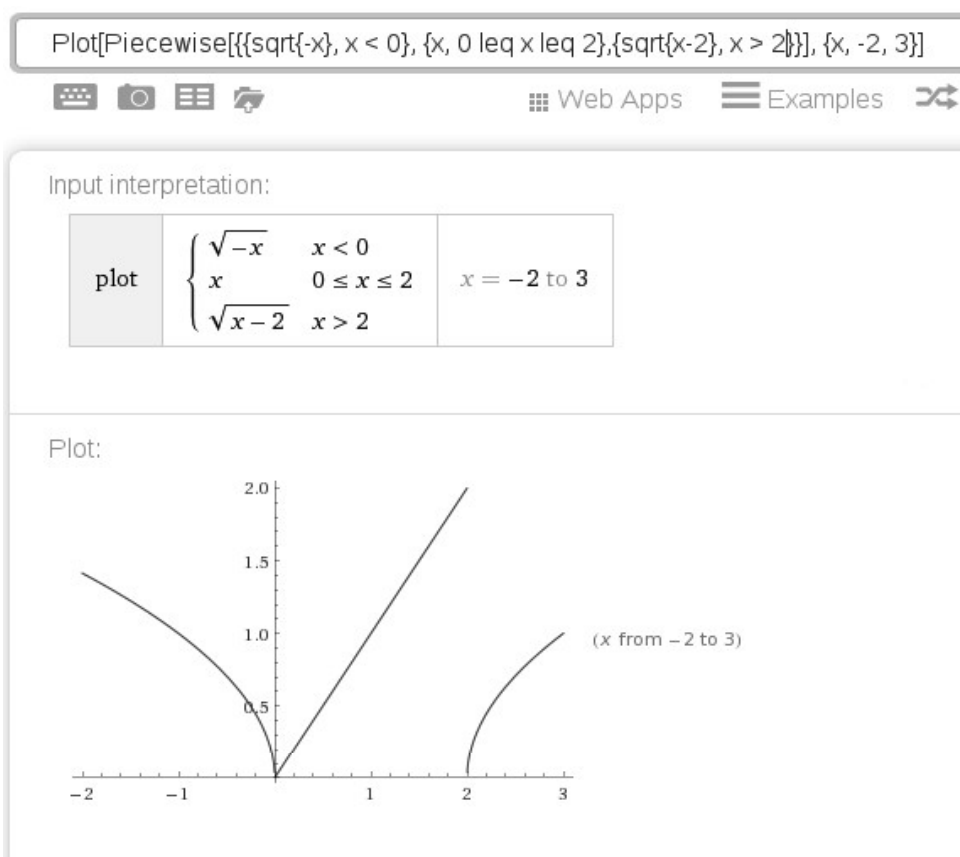 Plot[Piecewise[{{sqrt{-x}, x < 0}, {x, 0 leq x leq 2},{sqrt{x-2}, x > 2}}], {x, -2, 3}]
Web Apps Examples
Input interpretation:
plot
√−x x < 0
x 0 ≤ x ≤ 2
√x − 2 x > 2
x = −2 to 3
Plot:
2.0
1.5
1.0
0.5
(x from −2 to 3)
−2 −1 1 2 3